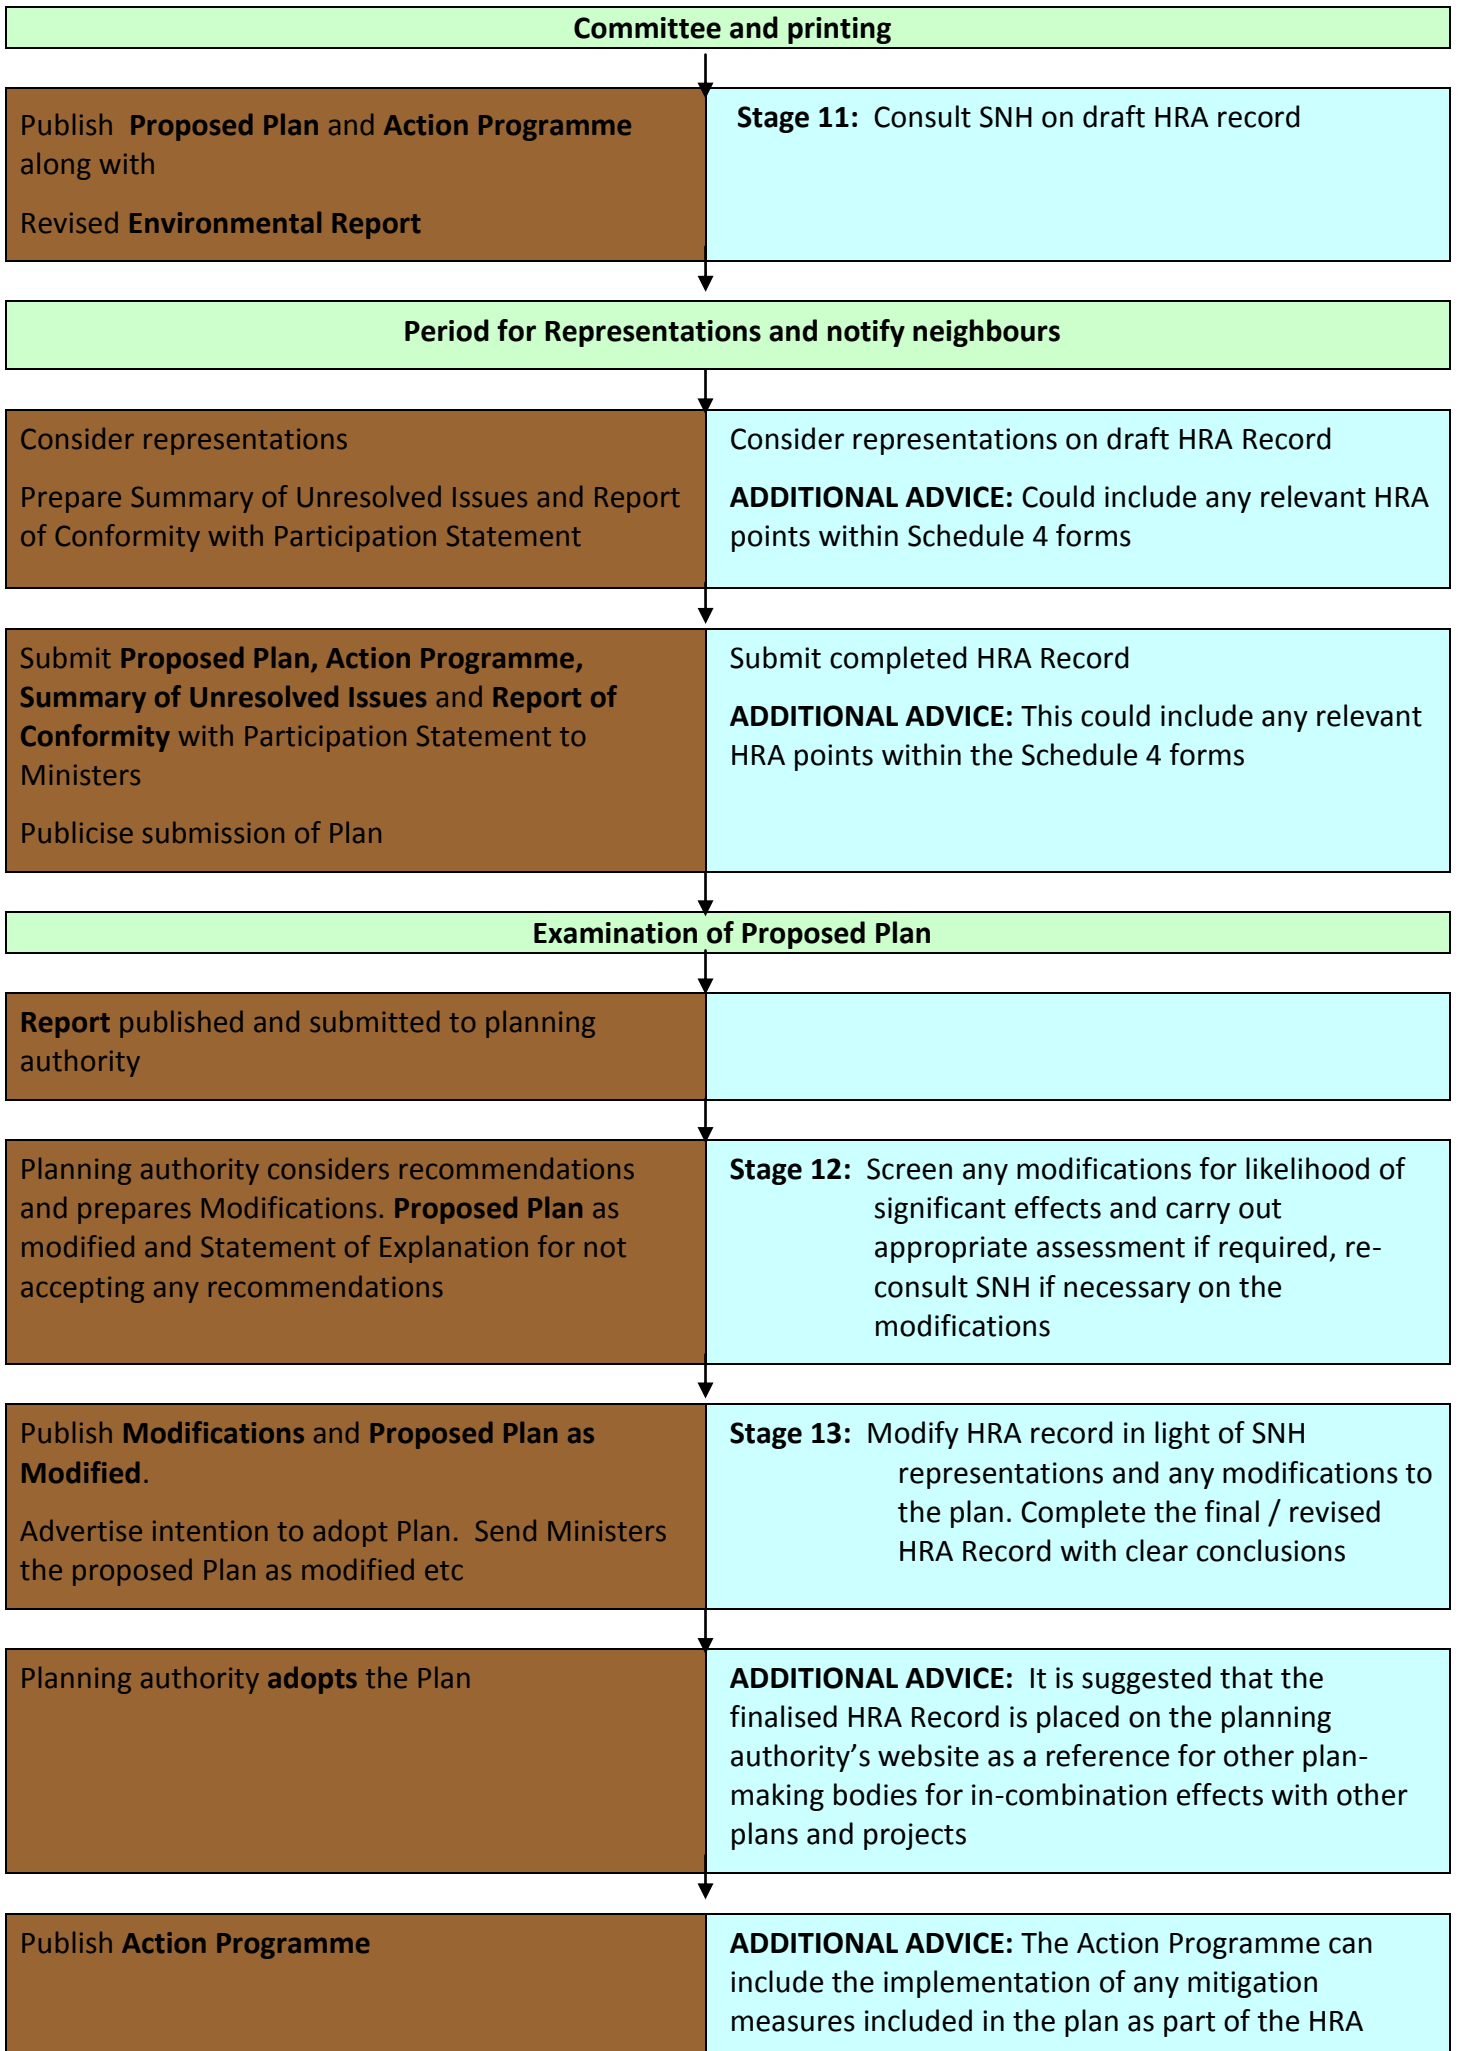 Committee and printing
Publish Proposed Plan and Action Programme
along with
Revised Environmental Report
Stage 11: Consult SNH on draft HRA record
Period for Representations and notify neighbours
Consider representations
Prepare Summary of Unresolved Issues and Report
of Conformity with Participation Statement
Consider representations on draft HRA Record
ADDITIONAL ADVICE: Could include any relevant HRA
points within Schedule 4 forms
Submit Proposed Plan, Action Programme,
Summary of Unresolved Issues and Report of
Conformity with Participation Statement to
Ministers
Publicise submission of Plan
Submit completed HRA Record
ADDITIONAL ADVICE: This could include any relevant
HRA points within the Schedule 4 forms
Examination of Proposed Plan
Report published and submitted to planning
authority
Planning authority considers recommendations
and prepares Modifications. Proposed Plan as
modified and Statement of Explanation for not
accepting any recommendations
Stage 12: Screen any modifications for likelihood of
significant effects and carry out
appropriate assessment if required, re-
consult SNH if necessary on the
modifications
Publish Modifications and Proposed Plan as
Modified.
Advertise intention to adopt Plan. Send Ministers
the proposed Plan as modified etc
Stage 13: Modify HRA record in light of SNH
representations and any modifications to
the plan. Complete the final / revised
HRA Record with clear conclusions
Planning authority adopts the Plan
ADDITIONAL ADVICE: It is suggested that the
finalised HRA Record is placed on the planning
authority’s website as a reference for other plan-
making bodies for in-combination effects with other
plans and projects
Publish Action Programme
ADDITIONAL ADVICE: The Action Programme can
include the implementation of any mitigation
measures included in the plan as part of the HRA